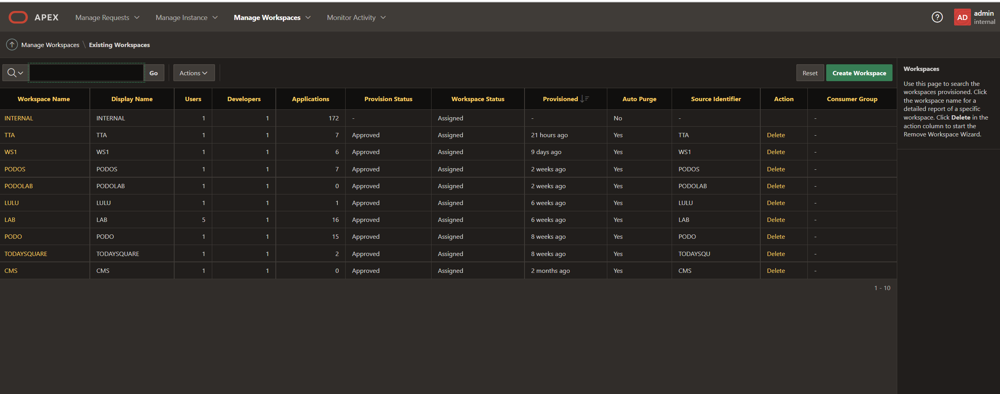 APEX Manage Requests Manage Instance Manage Workspaces Monitor Activity ? AD admin
internal
Manage Workspaces \ Existing Workspaces
Go Actions Reset Create Workspace
Workspace Name Display Name Users Developers Applications Provision Status Workspace Status Provisioned Auto Purge Source Identifier Action Consumer Group
INTERNAL INTERNAL 1 1 172 - Assigned - No - -
TTA TTA 1 1 7 Approved Assigned 21 hours ago Yes TTA Delete -
WS1 WS1 1 1 6 Approved Assigned 9 days ago Yes WS1 Delete -
PODOS PODOS 1 1 7 Approved Assigned 2 weeks ago Yes PODOS Delete -
PODOLAB PODOLAB 1 1 0 Approved Assigned 2 weeks ago Yes PODOLAB Delete -
LULU LULU 1 1 1 Approved Assigned 6 weeks ago Yes LULU Delete -
LAB LAB 5 1 16 Approved Assigned 6 weeks ago Yes LAB Delete -
PODO PODO 1 1 15 Approved Assigned 8 weeks ago Yes PODO Delete -
TODAYSQUARE TODAYSQUARE 1 1 2 Approved Assigned 8 weeks ago Yes TODAYSQU Delete -
CMS CMS 1 1 0 Approved Assigned 2 months ago Yes CMS Delete -
1 - 10
Workspaces
Use this page to search the
workspaces provisioned. Click
the workspace name for a
detailed report of a specific
workspace. Click Delete in the
action column to start the
Remove Workspace Wizard.